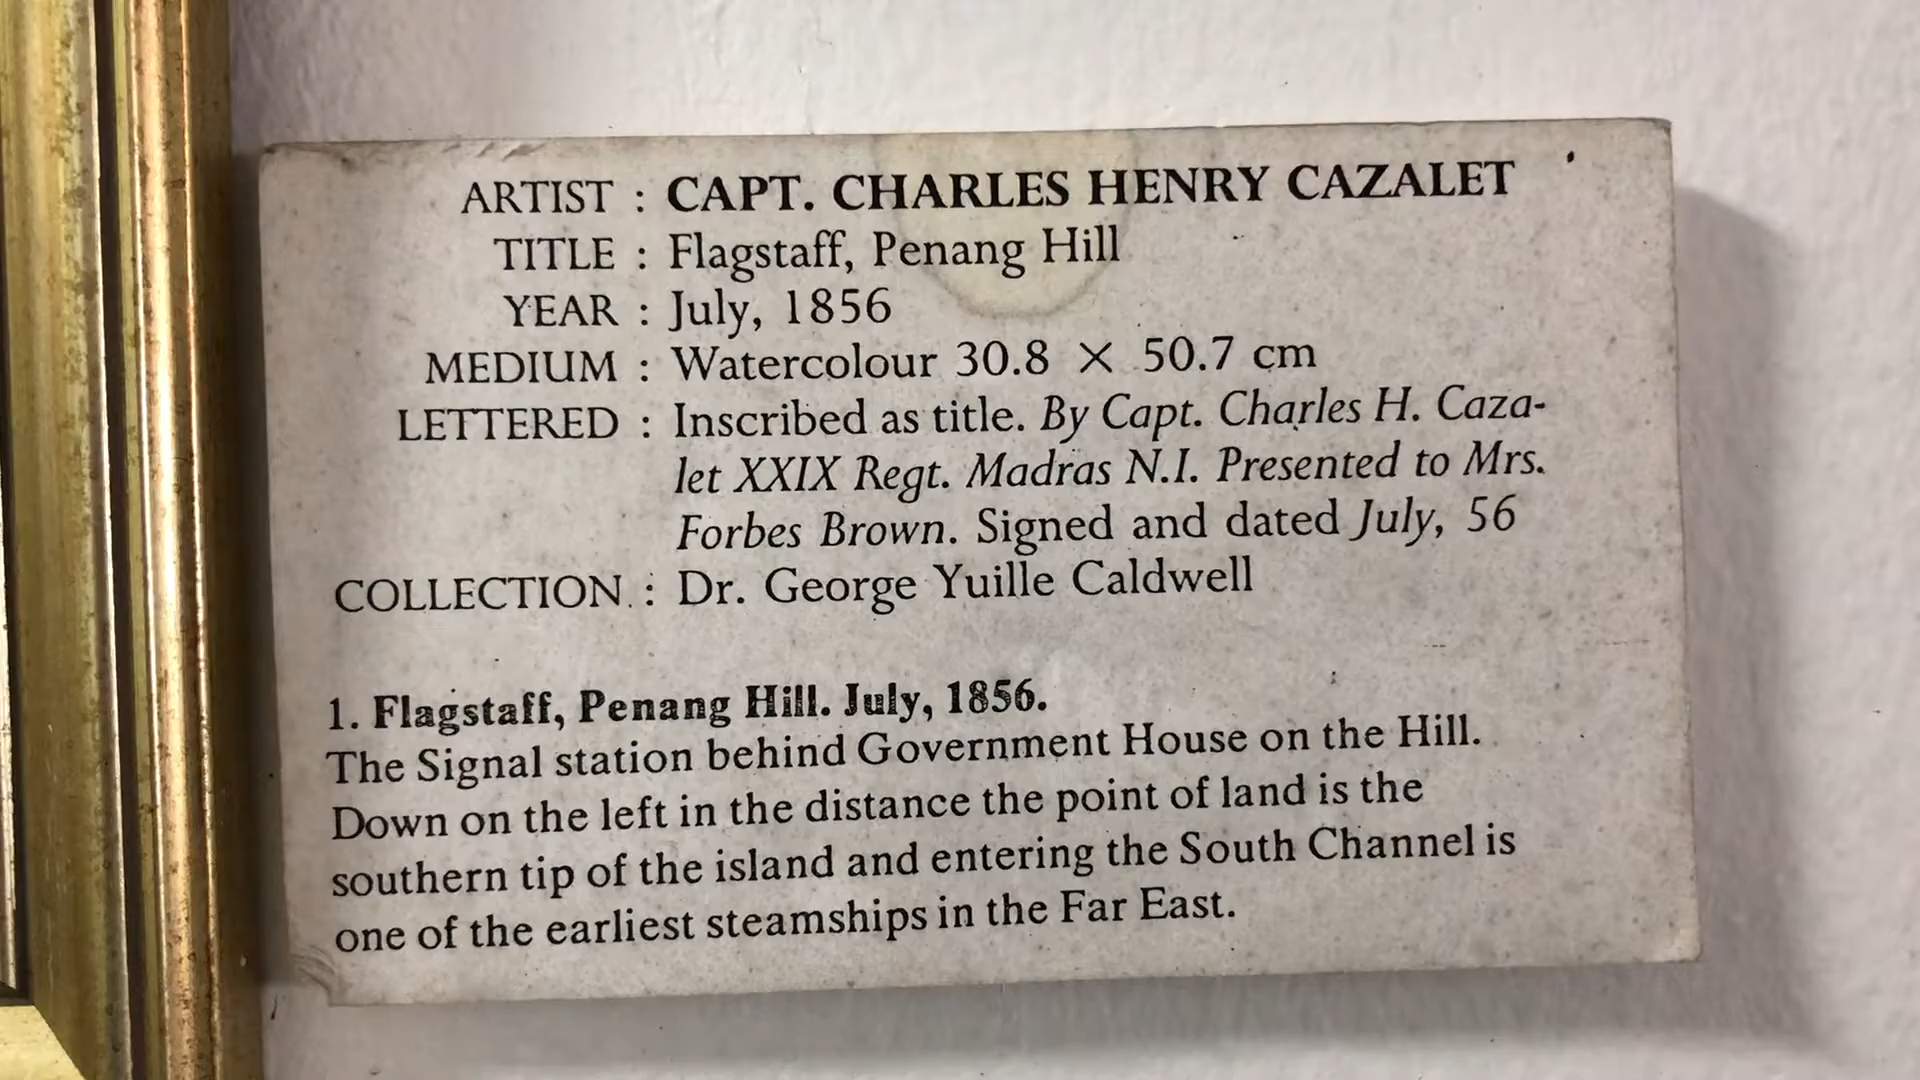 ARTIST : CAPT. CHARLES HENRY CAZALET
TITLE : Flagstaff, Penang Hill
YEAR : July, 1856
MEDIUM : Watercolour 30.8 × 50.7 cm
LETTERED : Inscribed as title. By Capt. Charles H. Caza-
let XXIX Regt. Madras N.I. Presented to Mrs.
Forbes Brown. Signed and dated July, 56
COLLECTION : Dr. George Yuille Caldwell
1. Flagstaff, Penang Hill. July, 1856.
The Signal station behind Government House on the Hill.
Down on the left in the distance the point of land is the
southern tip of the island and entering the South Channel is
one of the earliest steamships in the Far East.